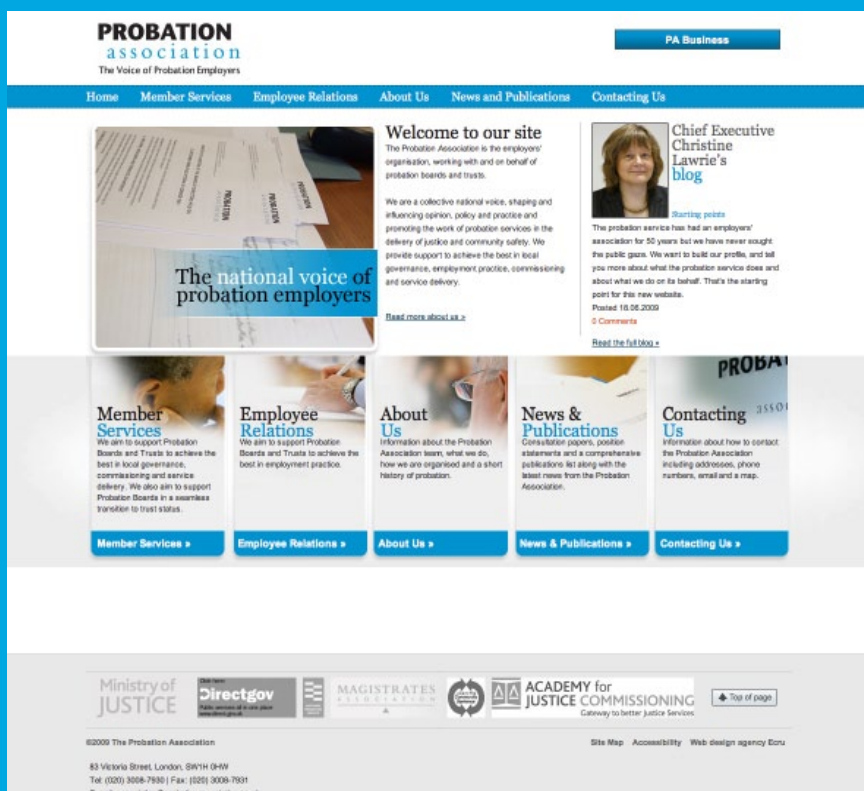 PROBATION
association
The Voice of Probation Employers
PA Business
Home Member Services Employee Relations About Us News and Publications Contacting Us
The national voice of
probation employers
Welcome to our site
The Probation Association is the employers'
organisation, working with and on behalf of
probation boards and trusts.
We are a collective national voice, shaping and
influencing opinion, policy and practice and
promoting the work of probation services in the
delivery of justice and community safety. We
provide support to achieve the best in local
governance, employment practice, commissioning
and service delivery.
Read more about us »
Chief Executive
Christine
Lawrie's
blog
Starting points
The probation service has had an employers'
association for 50 years but we have never sought
the public gaze. We want to build our profile, and tell
you more about what the probation service does and
about what we do on its behalf. That's the starting
point for this new website.
Posted 18.06.2009
0 Comments
Read the full blog »
Member
Services
We aim to support Probation
Boards and Trusts to achieve the
best in local governance,
commissioning and service
delivery. We also aim to support
Probation Boards in a seamless
transition to trust status.
Member Services »
Employee
Relations
We aim to support Probation
Boards and Trusts to achieve the
best in employment practice.
Employee Relations »
About
Us
Information about the Probation
Association team, what we do,
how we are organised and a short
history of probation.
About Us »
News &
Publications
Consultation papers, position
statements and a comprehensive
publications list along with the
latest news from the Probation
Association.
News & Publications »
PROBA
Contacting
Us
Information about how to contact
the Probation Association
including addresses, phone
numbers, email and a map.
Contacting Us »
Ministry of
JUSTICE
Directgov
Public services all in one place
www.direct.gov.uk
MAGISTRATES
ASSOCIATION
ACADEMY for
JUSTICE COMMISSIONING
Gateway to better Justice Services
Top of page
©2009 The Probation Association
Site Map Accessibility Web design agency Ecru
83 Victoria Street, London, SW1H 0HW
Tel: (020) 3008-7930 | Fax: (020) 3008-7931